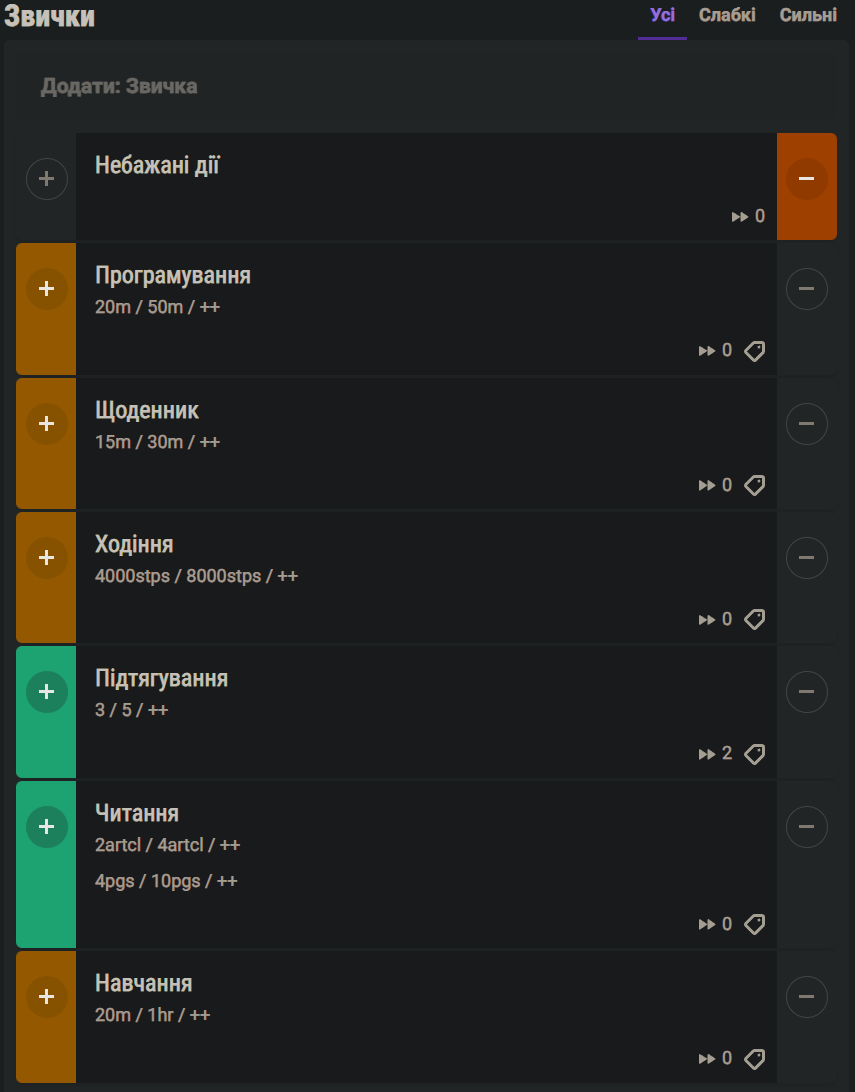 Звички
Усі Слабкі Сильні
Додати: Звичка
Небажані дії
0
Програмування
20m / 50m / ++
0
Щоденник
15m / 30m / ++
0
Ходіння
4000stps / 8000stps / ++
0
Підтягування
3 / 5 / ++
2
Читання
2artcl / 4artcl / ++
4pgs / 10pgs / ++
0
Навчання
20m / 1hr / ++
0